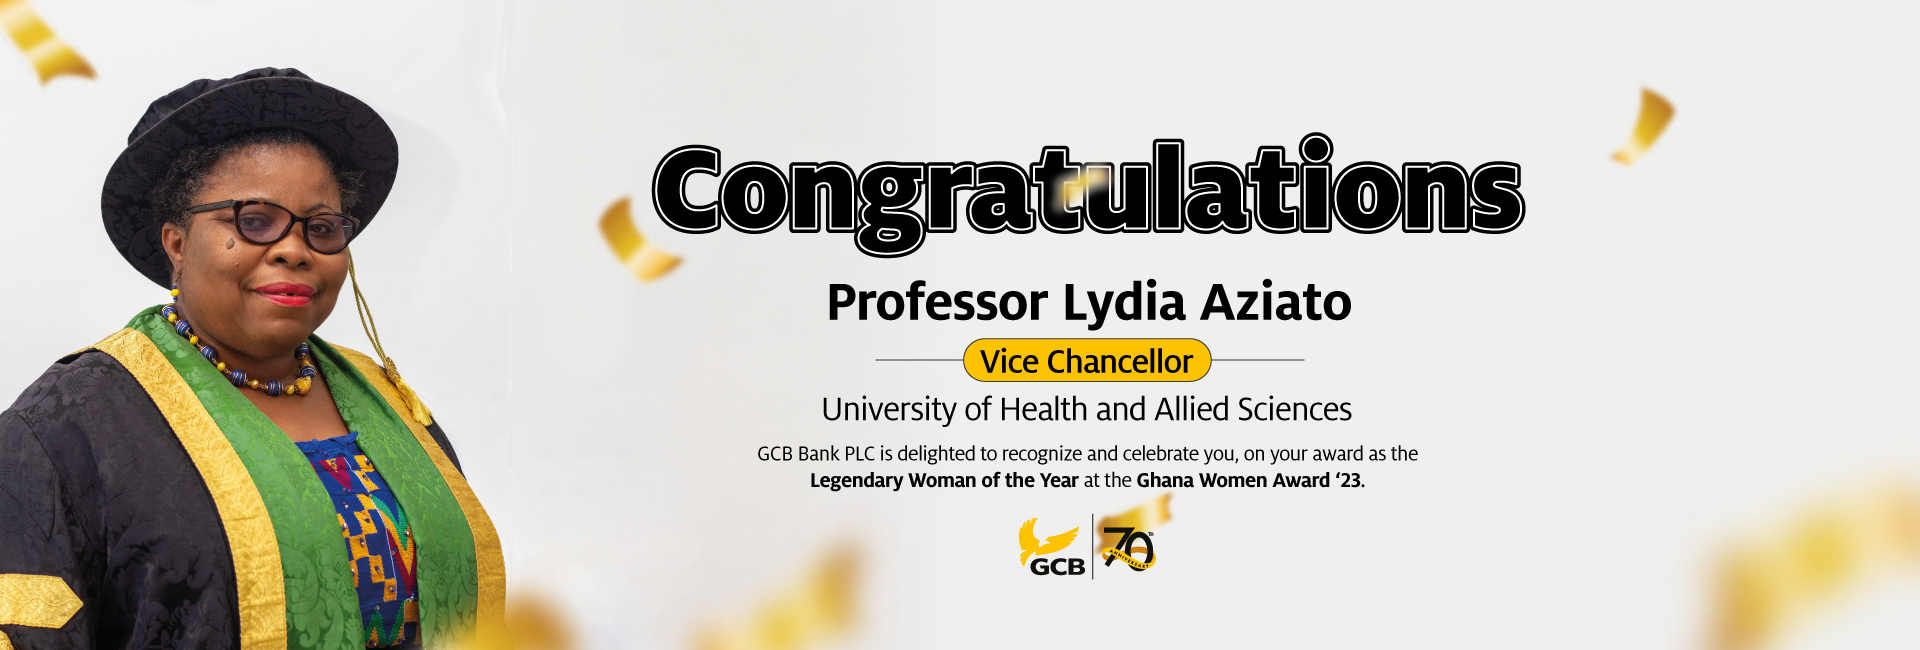 Congratulations
Professor Lydia Aziato
Vice Chancellor
University of Health and Allied Sciences
GCB Bank PLC is delighted to recognize and celebrate you, on your award as the
Legendary Woman of the Year at the Ghana Women Award ‘23.
GCB
70TH
ANNIVERSARY